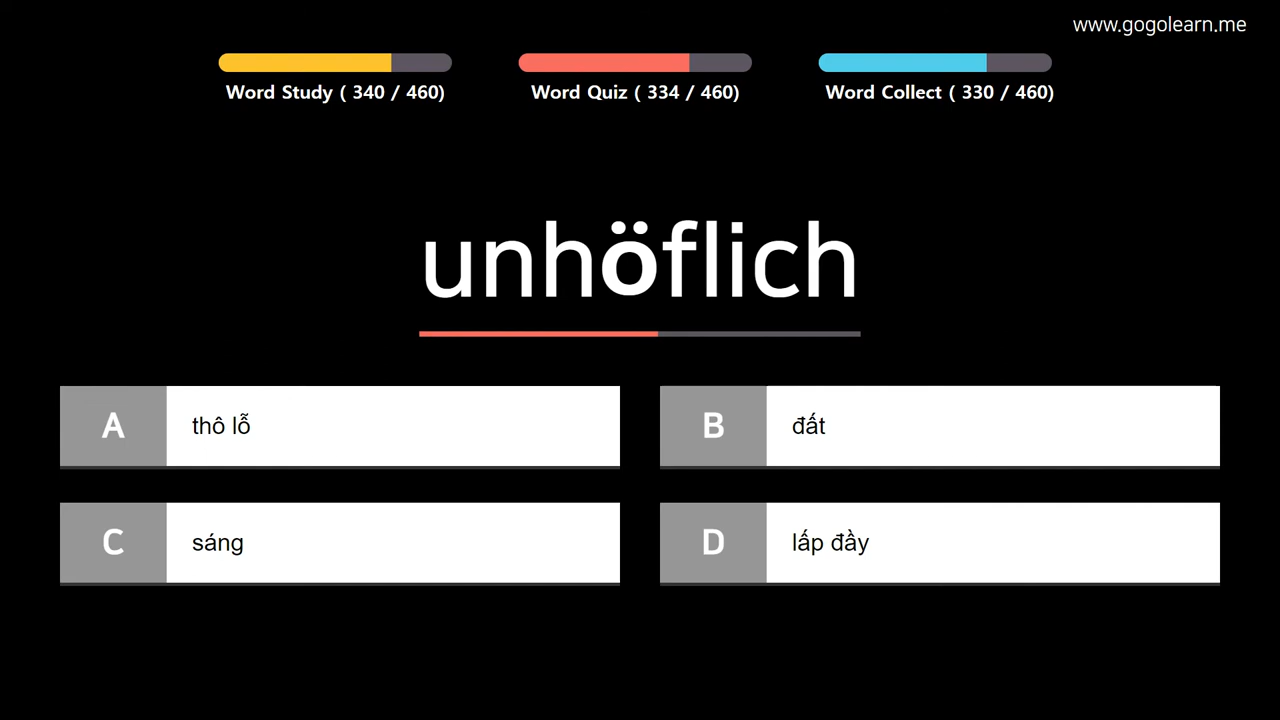 www.gogolearn.me
Word Study ( 340 / 460)
Word Quiz ( 334 / 460)
Word Collect ( 330 / 460)
unhöflich
A thô lỗ
B đất
C sáng
D lấp đầy